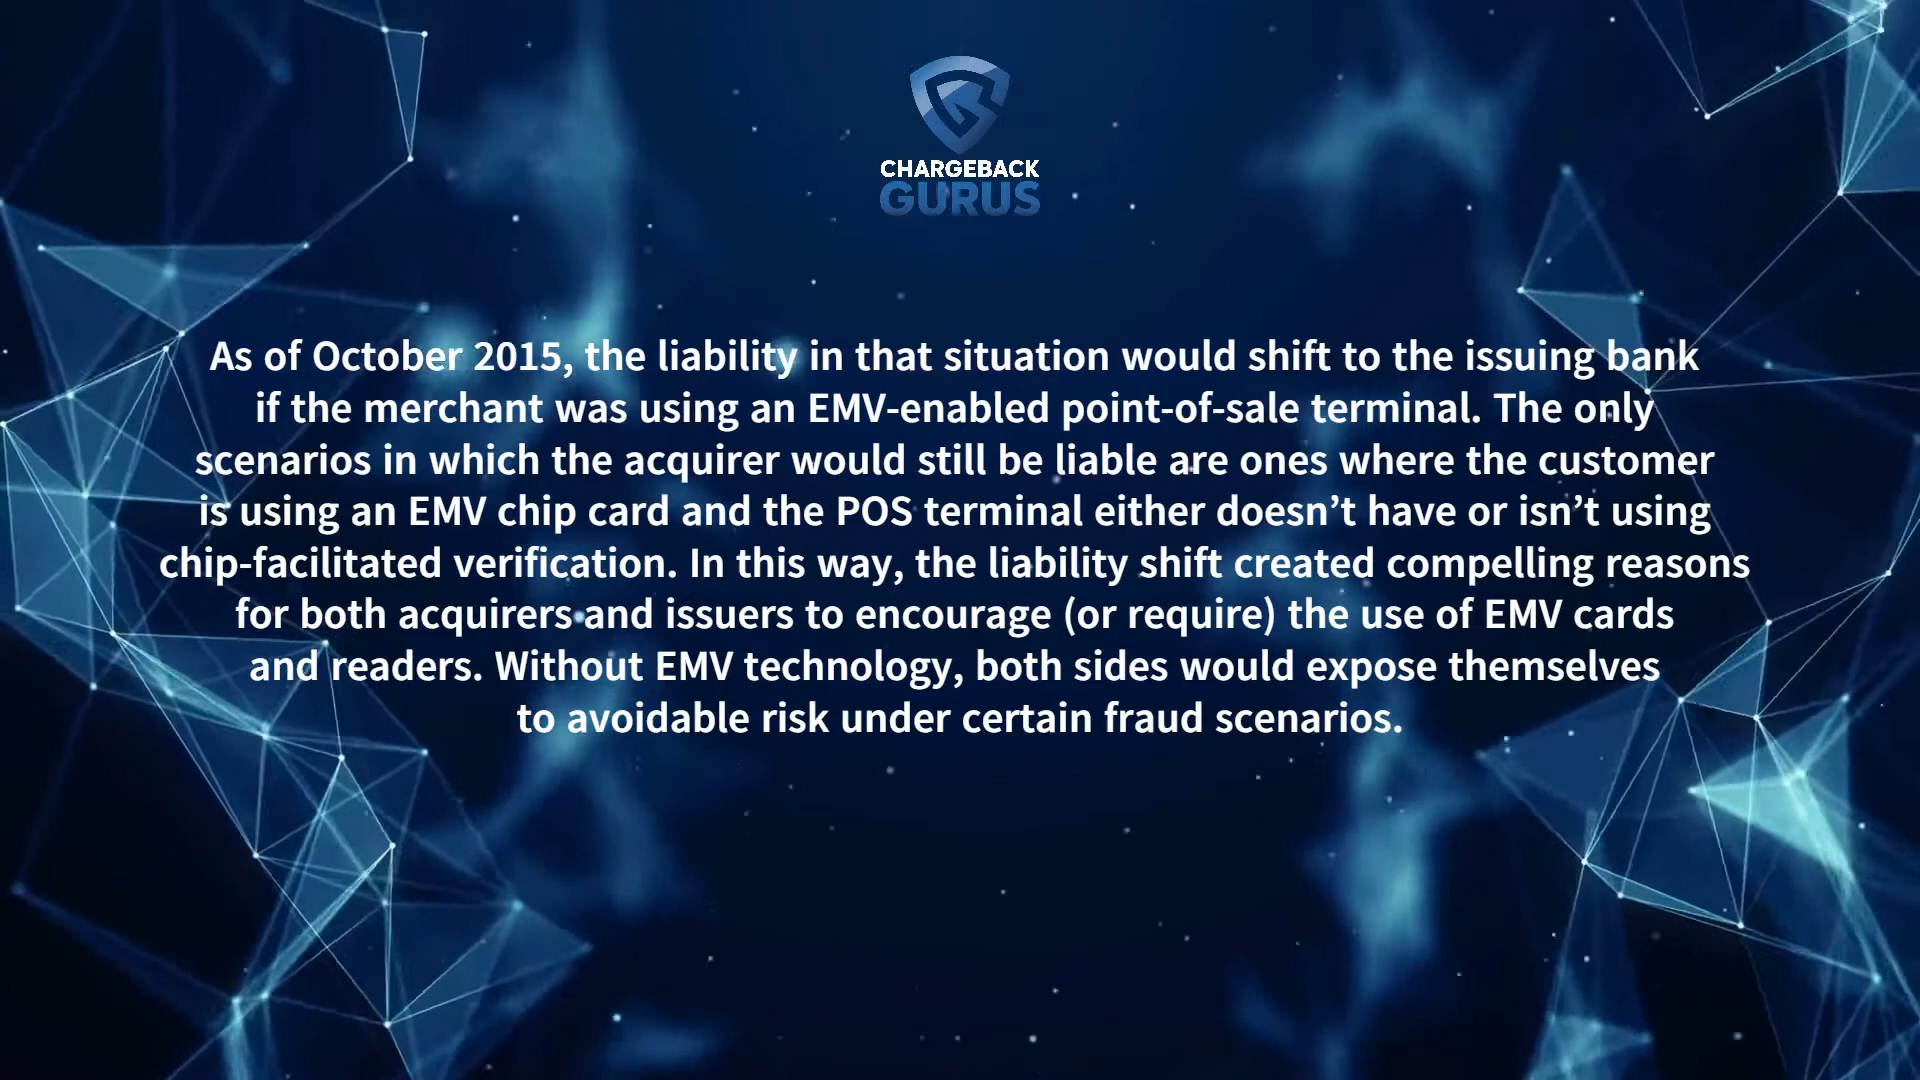 CHARGEBACK
GURUS
As of October 2015, the liability in that situation would shift to the issuing bank
if the merchant was using an EMV-enabled point-of-sale terminal. The only
scenarios in which the acquirer would still be liable are ones where the customer
is using an EMV chip card and the POS terminal either doesn’t have or isn’t using
chip-facilitated verification. In this way, the liability shift created compelling reasons
for both acquirers and issuers to encourage (or require) the use of EMV cards
and readers. Without EMV technology, both sides would expose themselves
to avoidable risk under certain fraud scenarios.